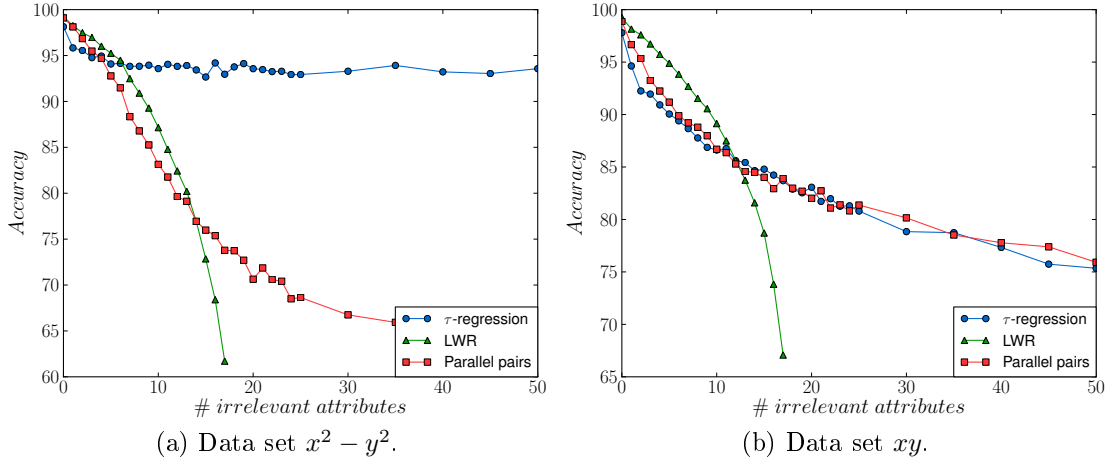 100
95
90
85
80
75
70
65
60
Accuracy
0 10 20 30 40 50
# irrelevant attributes
τ-regression
LWR
Parallel pairs
(a) Data set x² − y².
100
95
90
85
80
75
70
65
Accuracy
0 10 20 30 40 50
# irrelevant attributes
τ-regression
LWR
Parallel pairs
(b) Data set xy.